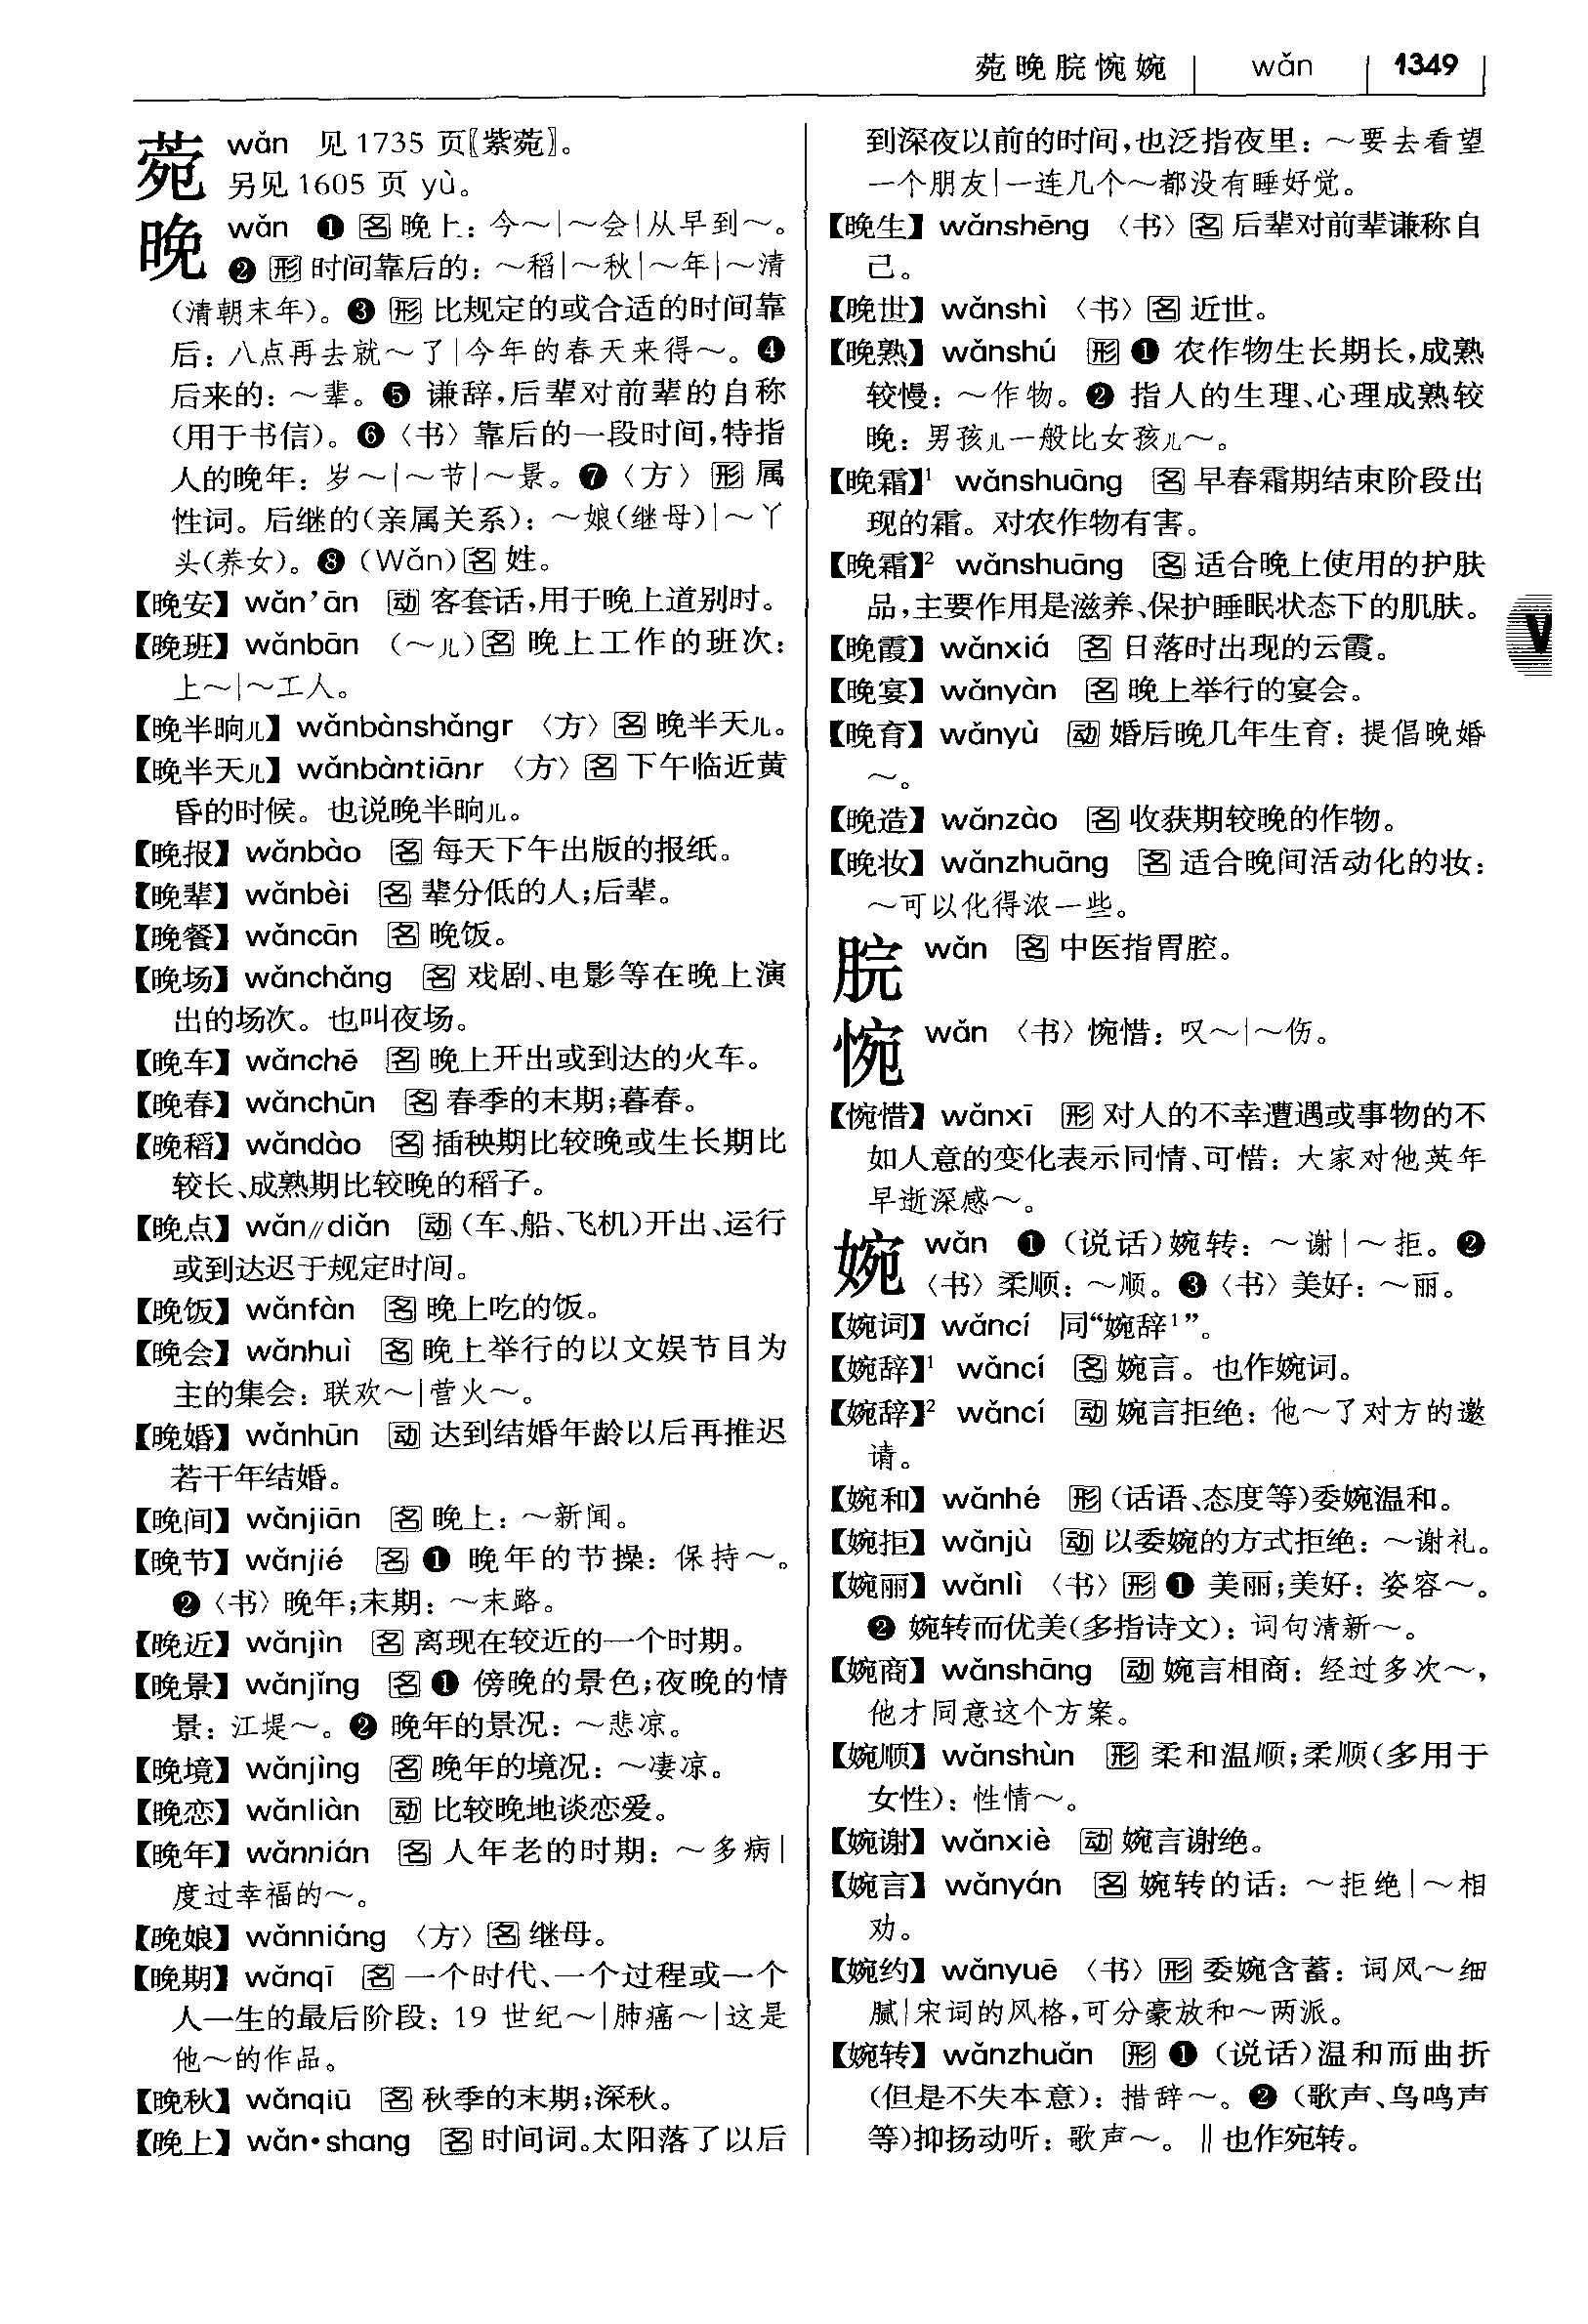 菀晚脘惋婉 wǎn 1349
菀 wǎn 见 1735 页〖紫菀〗。
另见 1605 页 yù。
晚 wǎn ❶ 名 晚上：今～|～会|从早到～。
❷ 形 时间靠后的：～稻|～秋|～年|～清
（清朝末年）。❸ 形 比规定的或合适的时间靠
后：八点再去就～了|今年的春天来得～。❹
后来的：～辈。❺ 谦辞，后辈对前辈的自称
（用于书信）。❻〈书〉靠后的一段时间，特指
人的晚年：岁～|～节|～景。❼〈方〉形 属
性词。后继的（亲属关系）：～娘（继母）|～丫
头（养女）。❽（Wǎn）名 姓。
【晚安】wǎn’ān 动 客套话，用于晚上道别时。
【晚班】wǎnbān （～儿）名 晚上工作的班次：
上～|～工人。
【晚半晌儿】wǎnbànshǎngr 〈方〉名 晚半天儿。
【晚半天儿】wǎnbàntiānr 〈方〉名 下午临近黄
昏的时候。也说晚半晌儿。
【晚报】wǎnbào 名 每天下午出版的报纸。
【晚辈】wǎnbèi 名 辈分低的人；后辈。
【晚餐】wǎncān 名 晚饭。
【晚场】wǎnchǎng 名 戏剧、电影等在晚上演
出的场次。也叫夜场。
【晚车】wǎnchē 名 晚上开出或到达的火车。
【晚春】wǎnchūn 名 春季的末期；暮春。
【晚稻】wǎndào 名 插秧期比较晚或生长期比
较长、成熟期比较晚的稻子。
【晚点】wǎn∥diǎn 动（车、船、飞机）开出、运行
或到达迟于规定时间。
【晚饭】wǎnfàn 名 晚上吃的饭。
【晚会】wǎnhuì 名 晚上举行的以文娱节目为
主的集会：联欢～|营火～。
【晚婚】wǎnhūn 动 达到结婚年龄以后再推迟
若干年结婚。
【晚间】wǎnjiān 名 晚上：～新闻。
【晚节】wǎnjié 名 ❶ 晚年的节操：保持～。
❷〈书〉晚年；末期：～末路。
【晚近】wǎnjìn 名 离现在较近的一个时期。
【晚景】wǎnjǐng 名 ❶ 傍晚的景色；夜晚的情
景：江堤～。❷ 晚年的景况：～悲凉。
【晚境】wǎnjìng 名 晚年的境况：～凄凉。
【晚恋】wǎnliàn 动 比较晚地谈恋爱。
【晚年】wǎnnián 名 人年老的时期：～多病|
度过幸福的～。
【晚娘】wǎnniáng 〈方〉名 继母。
【晚期】wǎnqī 名 一个时代、一个过程或一个
人一生的最后阶段：19 世纪～|肺癌～|这是
他～的作品。
【晚秋】wǎnqiū 名 秋季的末期；深秋。
【晚上】wǎn•shang 名 时间词。太阳落了以后
到深夜以前的时间，也泛指夜里：～要去看望
一个朋友|一连几个～都没有睡好觉。
【晚生】wǎnshēng 〈书〉名 后辈对前辈谦称自
己。
【晚世】wǎnshì 〈书〉名 近世。
【晚熟】wǎnshú 形 ❶ 农作物生长期长，成熟
较慢：～作物。❷ 指人的生理、心理成熟较
晚：男孩儿一般比女孩儿～。
【晚霜】¹ wǎnshuāng 名 早春霜期结束阶段出
现的霜。对农作物有害。
【晚霜】² wǎnshuāng 名 适合晚上使用的护肤
品，主要作用是滋养、保护睡眠状态下的肌肤。
V
【晚霞】wǎnxiá 名 日落时出现的云霞。
【晚宴】wǎnyàn 名 晚上举行的宴会。
【晚育】wǎnyù 动 婚后晚几年生育：提倡晚婚
～。
【晚造】wǎnzào 名 收获期较晚的作物。
【晚妆】wǎnzhuāng 名 适合晚间活动化的妆：
～可以化得浓一些。
脘 wǎn 名 中医指胃腔。
惋 wǎn 〈书〉惋惜：叹～|～伤。
【惋惜】wǎnxī 形 对人的不幸遭遇或事物的不
如人意的变化表示同情、可惜：大家对他英年
早逝深感～。
婉 wǎn ❶（说话）婉转：～谢|～拒。❷
〈书〉柔顺：～顺。❸〈书〉美好：～丽。
【婉词】wǎncí 同“婉辞¹”。
【婉辞】¹ wǎncí 名 婉言。也作婉词。
【婉辞】² wǎncí 动 婉言拒绝：他～了对方的邀
请。
【婉和】wǎnhé 形（话语、态度等）委婉温和。
【婉拒】wǎnjù 动 以委婉的方式拒绝：～谢礼。
【婉丽】wǎnlì 〈书〉形 ❶ 美丽；美好：姿容～。
❷ 婉转而优美（多指诗文）：词句清新～。
【婉商】wǎnshāng 动 婉言相商：经过多次～，
他才同意这个方案。
【婉顺】wǎnshùn 形 柔和温顺；柔顺（多用于
女性）：性情～。
【婉谢】wǎnxiè 动 婉言谢绝。
【婉言】wǎnyán 名 婉转的话：～拒绝|～相
劝。
【婉约】wǎnyuē 〈书〉形 委婉含蓄：词风～细
腻|宋词的风格，可分豪放和～两派。
【婉转】wǎnzhuǎn 形 ❶（说话）温和而曲折
（但是不失本意）：措辞～。❷（歌声、鸟鸣声
等）抑扬动听：歌声～。‖也作宛转。